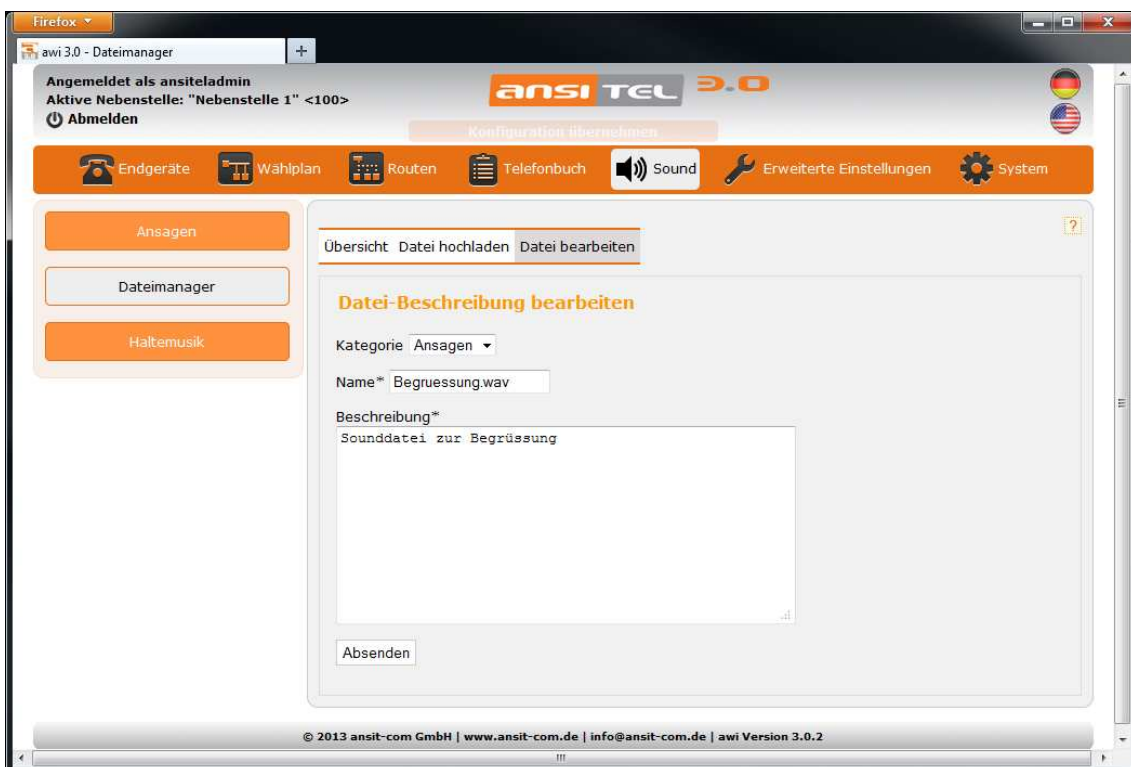 Firefox
awi 3.0 - Dateimanager
Angemeldet als ansiteladmin
Aktive Nebenstelle: "Nebenstelle 1" <100>
Abmelden
ansi TEL 3.0
Konfiguration übernehmen
Endgeräte Wählplan Routen Telefonbuch Sound Erweiterte Einstellungen System
Ansagen
Dateimanager
Haltemusik
?
Übersicht Datei hochladen Datei bearbeiten
Datei-Beschreibung bearbeiten
Kategorie Ansagen
Name* Begruessung.wav
Beschreibung*
Sounddatei zur Begrüssung
Absenden
© 2013 ansit-com GmbH | www.ansit-com.de | info@ansit-com.de | awi Version 3.0.2